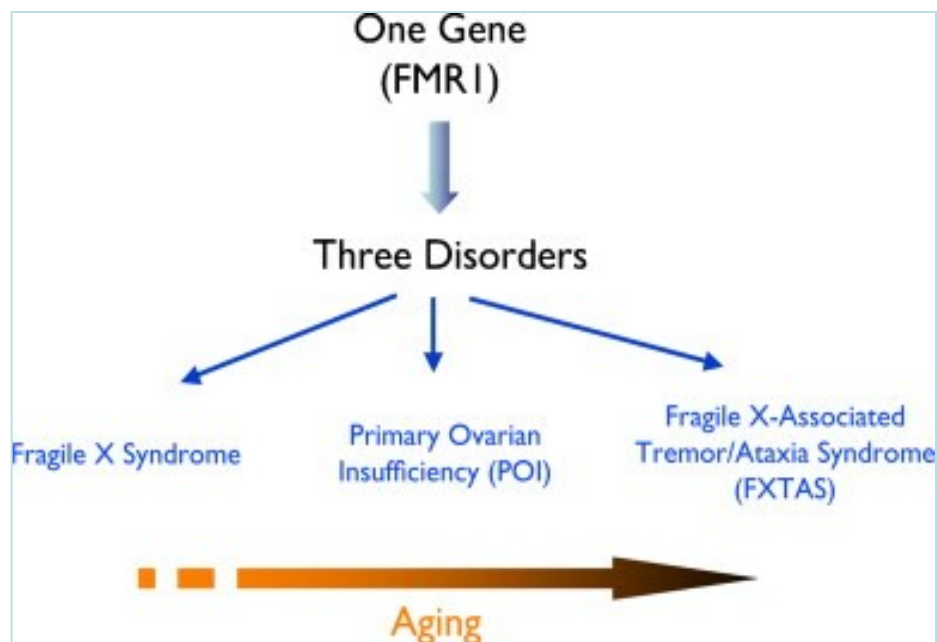 One Gene
(FMR1)
Three Disorders
Fragile X Syndrome
Primary Ovarian
Insufficiency (POI)
Fragile X-Associated
Tremor/Ataxia Syndrome
(FXTAS)
Aging